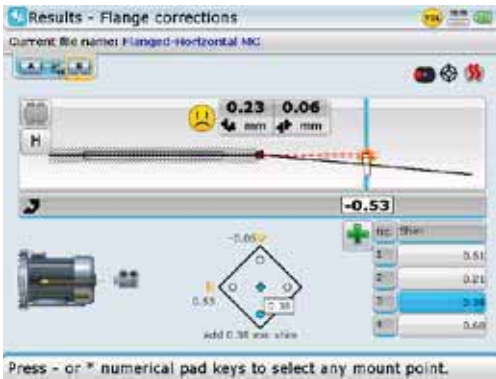 Results - Flange corrections
Current file name: Flanged-Horizontal MC
0.23 0.06
mm mm
H
-0.53
No. Shim
1 0.51
2 0.21
3 0.38
4 0.68
-0.05
0.53
0.38
add 0.38 mm shim
Press - or * numerical pad keys to select any mount point.